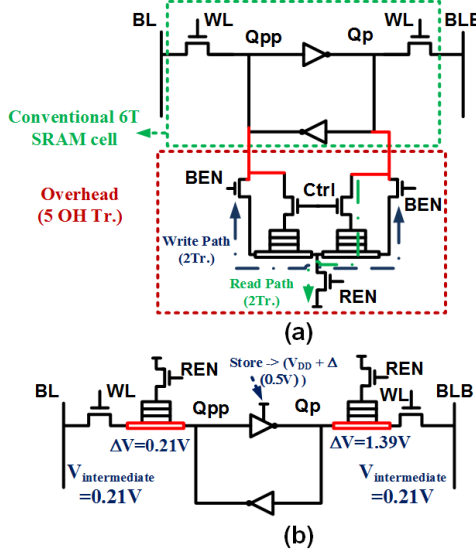 BL WL WL BLB
Qpp Qp
Conventional 6T
SRAM cell
BEN Ctrl BEN
Overhead
(5 OH Tr.)
Write Path
(2Tr.)
Read Path
(2Tr.)
REN
(a)
Store -> (VDD + Δ
(0.5V) )
REN REN
BL WL Qpp Qp WL BLB
ΔV=0.21V ΔV=1.39V
Vintermediate
=0.21V
Vintermediate
=0.21V
(b)